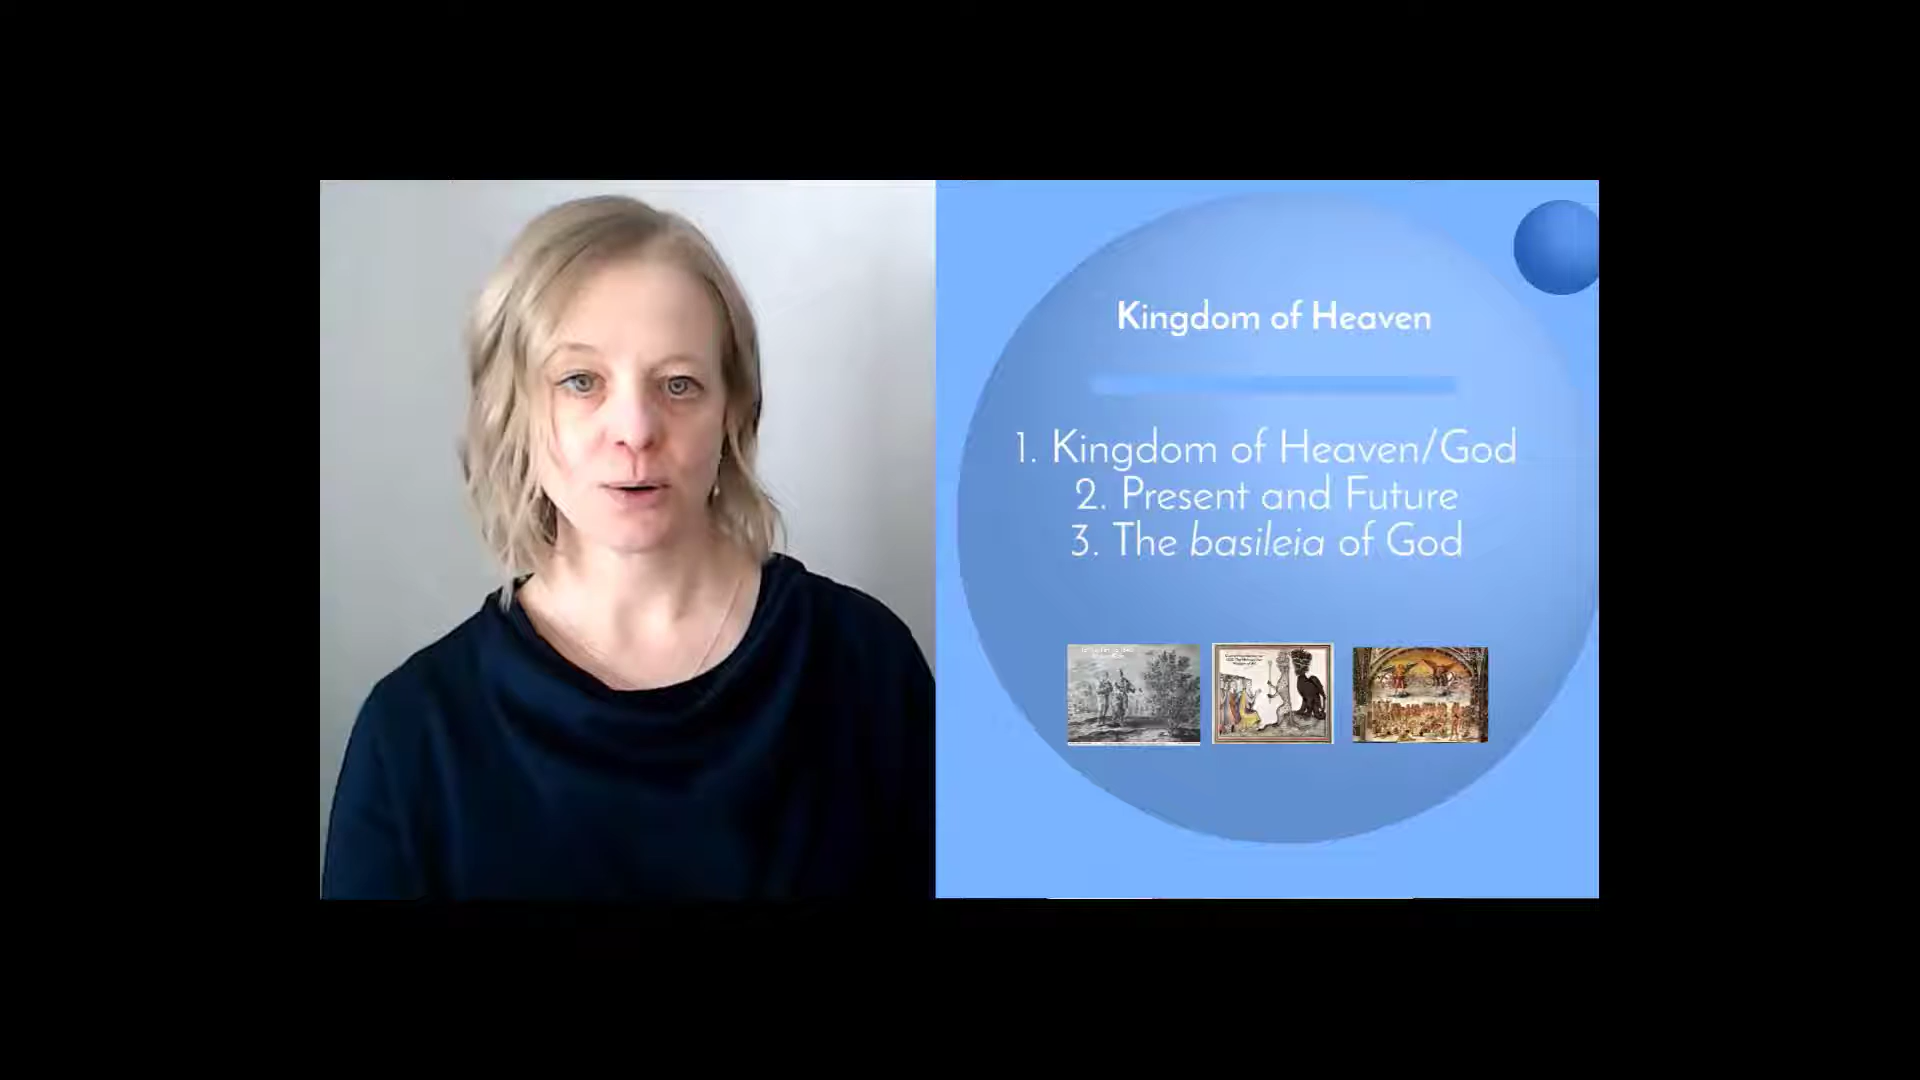 Kingdom of Heaven
1. Kingdom of Heaven/God
2. Present and Future
3. The basileia of God